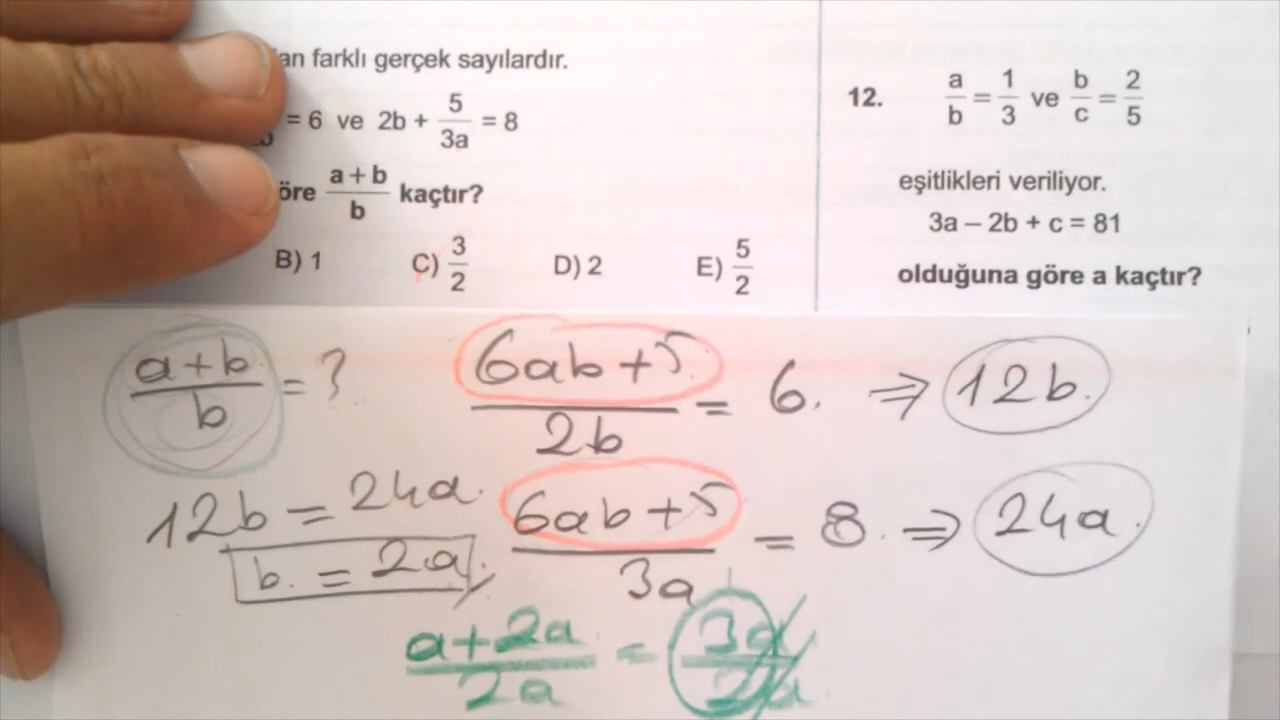 an farklı gerçek sayılardır.
= 6 ve 2b + 5/3a = 8
öre a+b/b kaçtır?
B) 1 C) 3/2 D) 2 E) 5/2
12. a/b = 1/3 ve b/c = 2/5
eşitlikleri veriliyor.
3a – 2b + c = 81
olduğuna göre a kaçtır?
a+b/b = ? 6ab+5/2b = 6. ⇒ 12b.
12b = 24a. 6ab+5/3a = 8. ⇒ 24a.
b. = 2a
a+2a/2a = 3a/2a